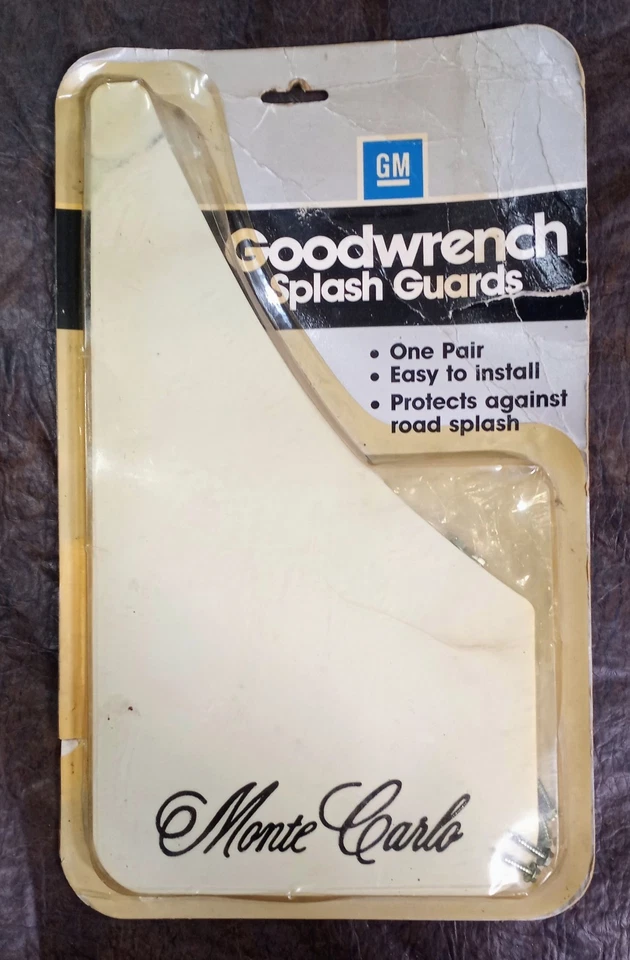 GM
Goodwrench
Splash Guards
• One Pair
• Easy to install
• Protects against
road splash
Monte Carlo